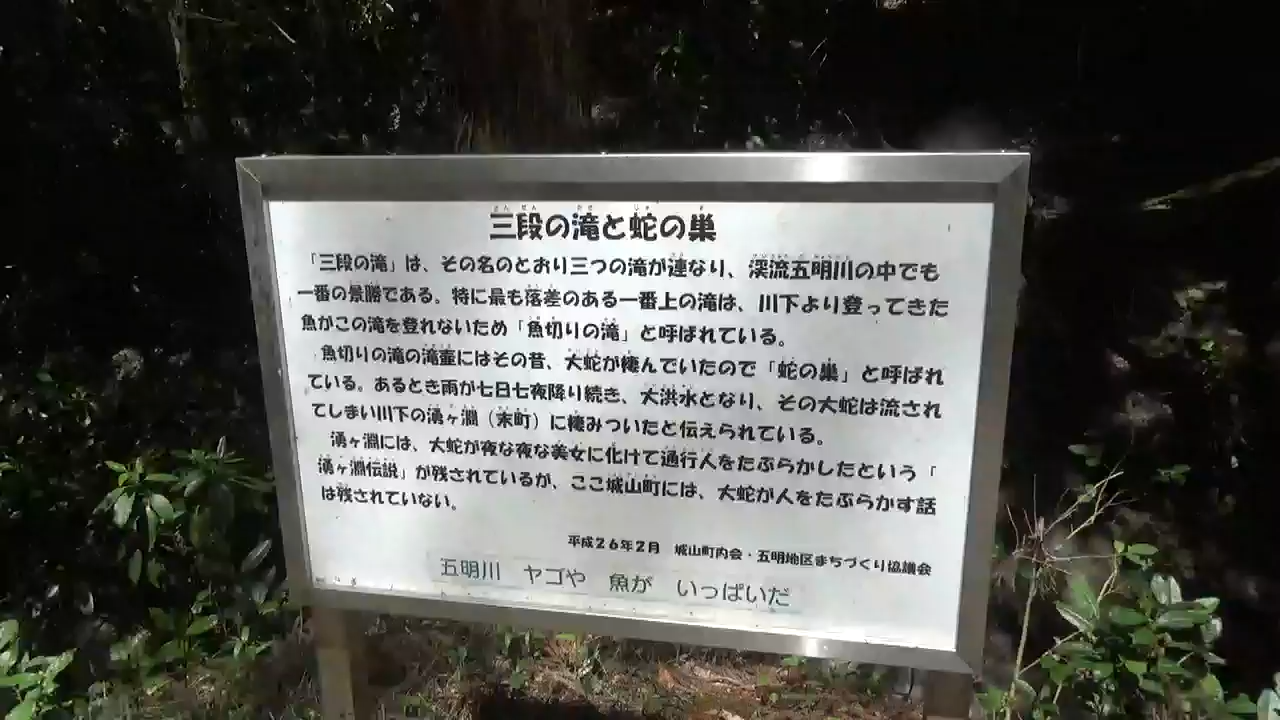 三段の滝と蛇の巣
「三段の滝」は、その名のとおり三つの滝が連なり、渓流五明川の中でも
一番の景勝である。特に最も落差のある一番上の滝は、川下より登ってきた
魚がこの滝を登れないため「魚切りの滝」と呼ばれている。
魚切りの滝の滝壷にはその昔、大蛇が棲んでいたので「蛇の巣」と呼ばれ
ている。あるとき雨が七日七夜降り続き、大洪水となり、その大蛇は流され
てしまい川下の湧ヶ淵（末町）に棲みついたと伝えられている。
湧ヶ淵には、大蛇が夜な夜な美女に化けて通行人をたぶらかしたという「
湧ヶ淵伝説」が残されているが、ここ城山町には、大蛇が人をたぶらかす話
は残されていない。
平成26年2月　城山町内会・五明地区まちづくり協議会
五明川　ヤゴや　魚が　いっぱいだ